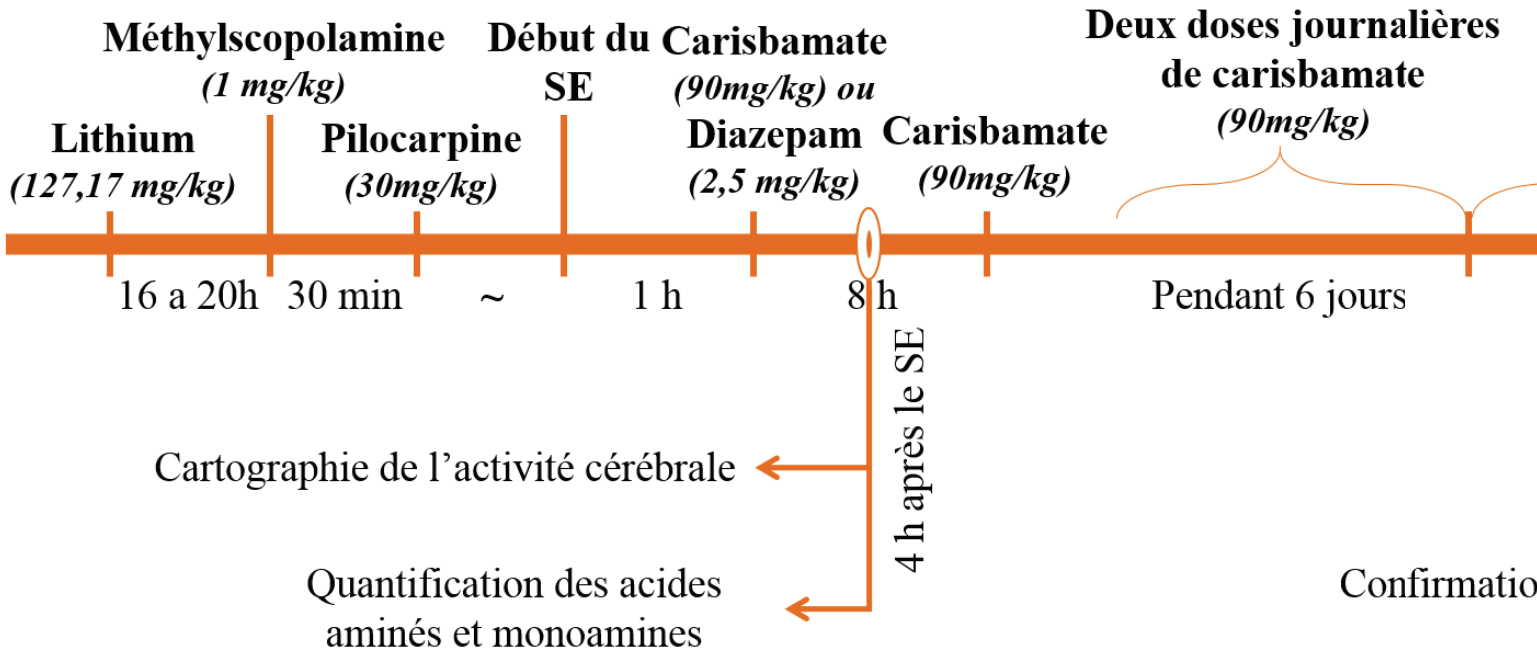 Méthylscopolamine
(1 mg/kg)
Lithium
(127,17 mg/kg)
Pilocarpine
(30mg/kg)
Début du
SE
Carisbamate
(90mg/kg) ou
Diazepam
(2,5 mg/kg)
Carisbamate
(90mg/kg)
Deux doses journalières
de carisbamate
(90mg/kg)
16 a 20h
30 min
~
1 h
8 h
Pendant 6 jours
4 h après le SE
Cartographie de l’activité cérébrale
Quantification des acides
aminés et monoamines
Confirmatio